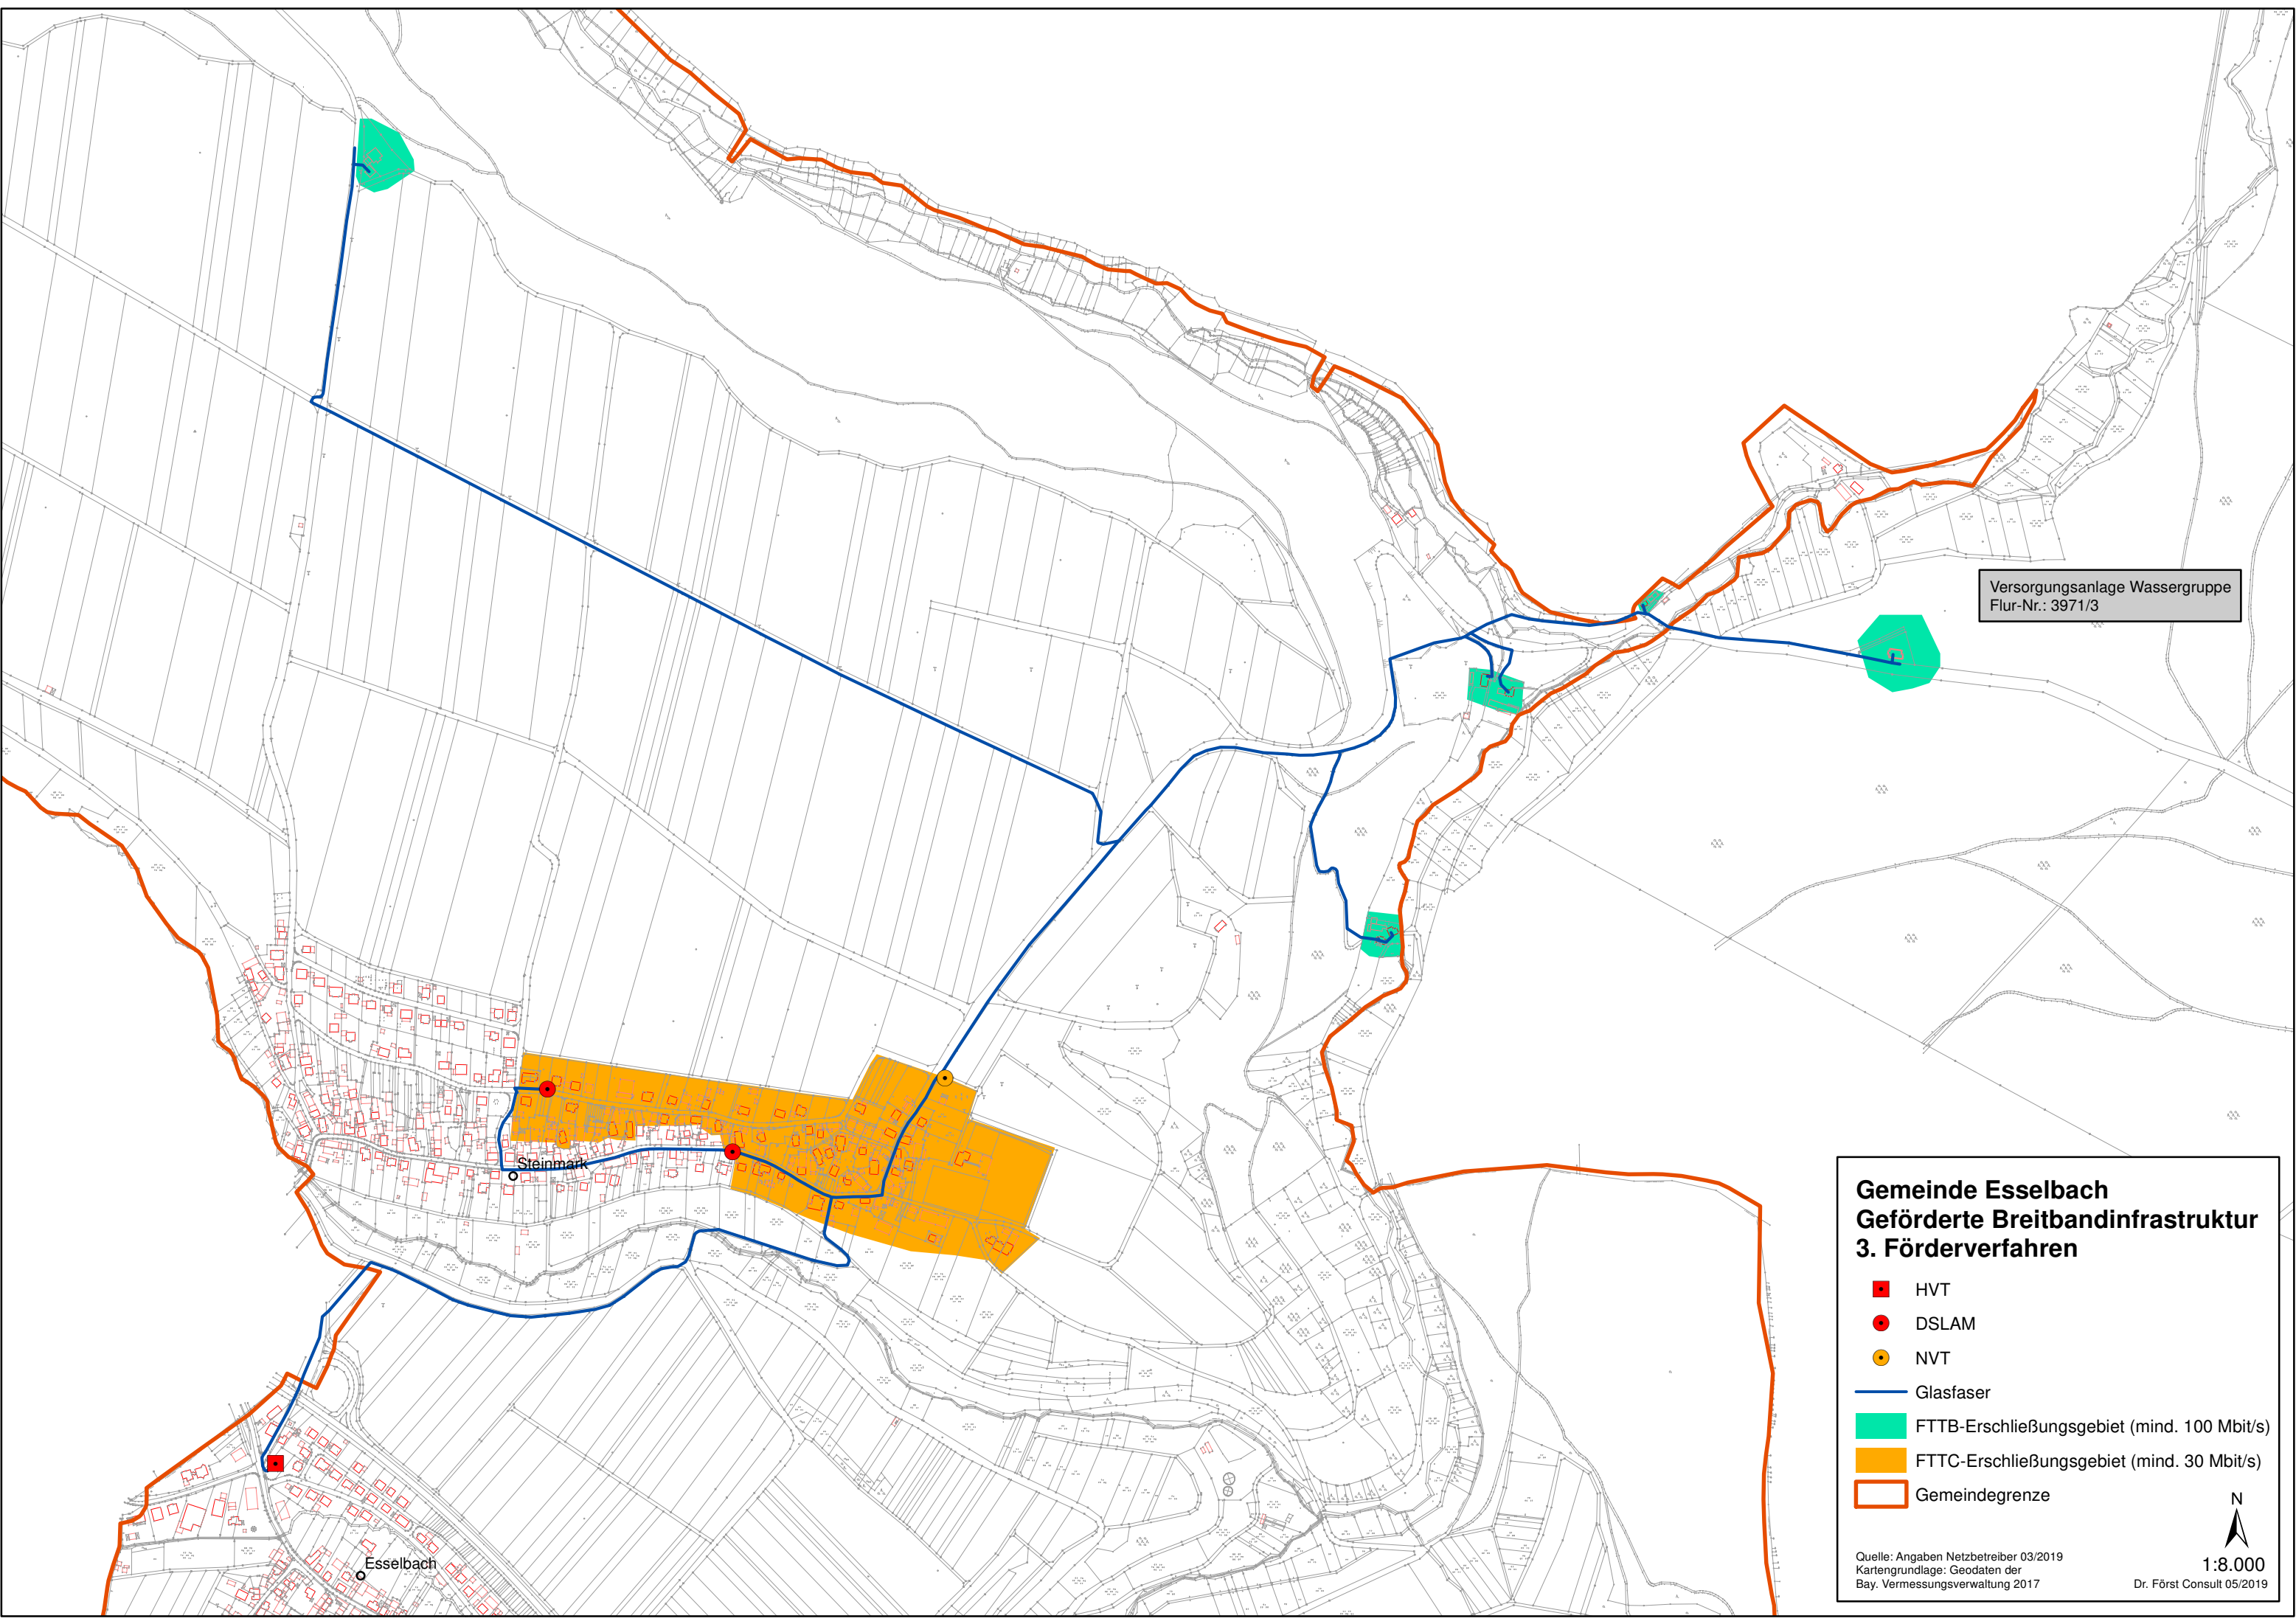 Versorgungsanlage Wassergruppe
Flur-Nr.: 3971/3
Steinmark
Esselbach
Gemeinde Esselbach
Geförderte Breitbandinfrastruktur
3. Förderverfahren
HVT
DSLAM
NVT
Glasfaser
FTTB-Erschließungsgebiet (mind. 100 Mbit/s)
FTTC-Erschließungsgebiet (mind. 30 Mbit/s)
Gemeindegrenze
N
1:8.000
Quelle: Angaben Netzbetreiber 03/2019
Kartengrundlage: Geodaten der
Bay. Vermessungsverwaltung 2017
Dr. Först Consult 05/2019